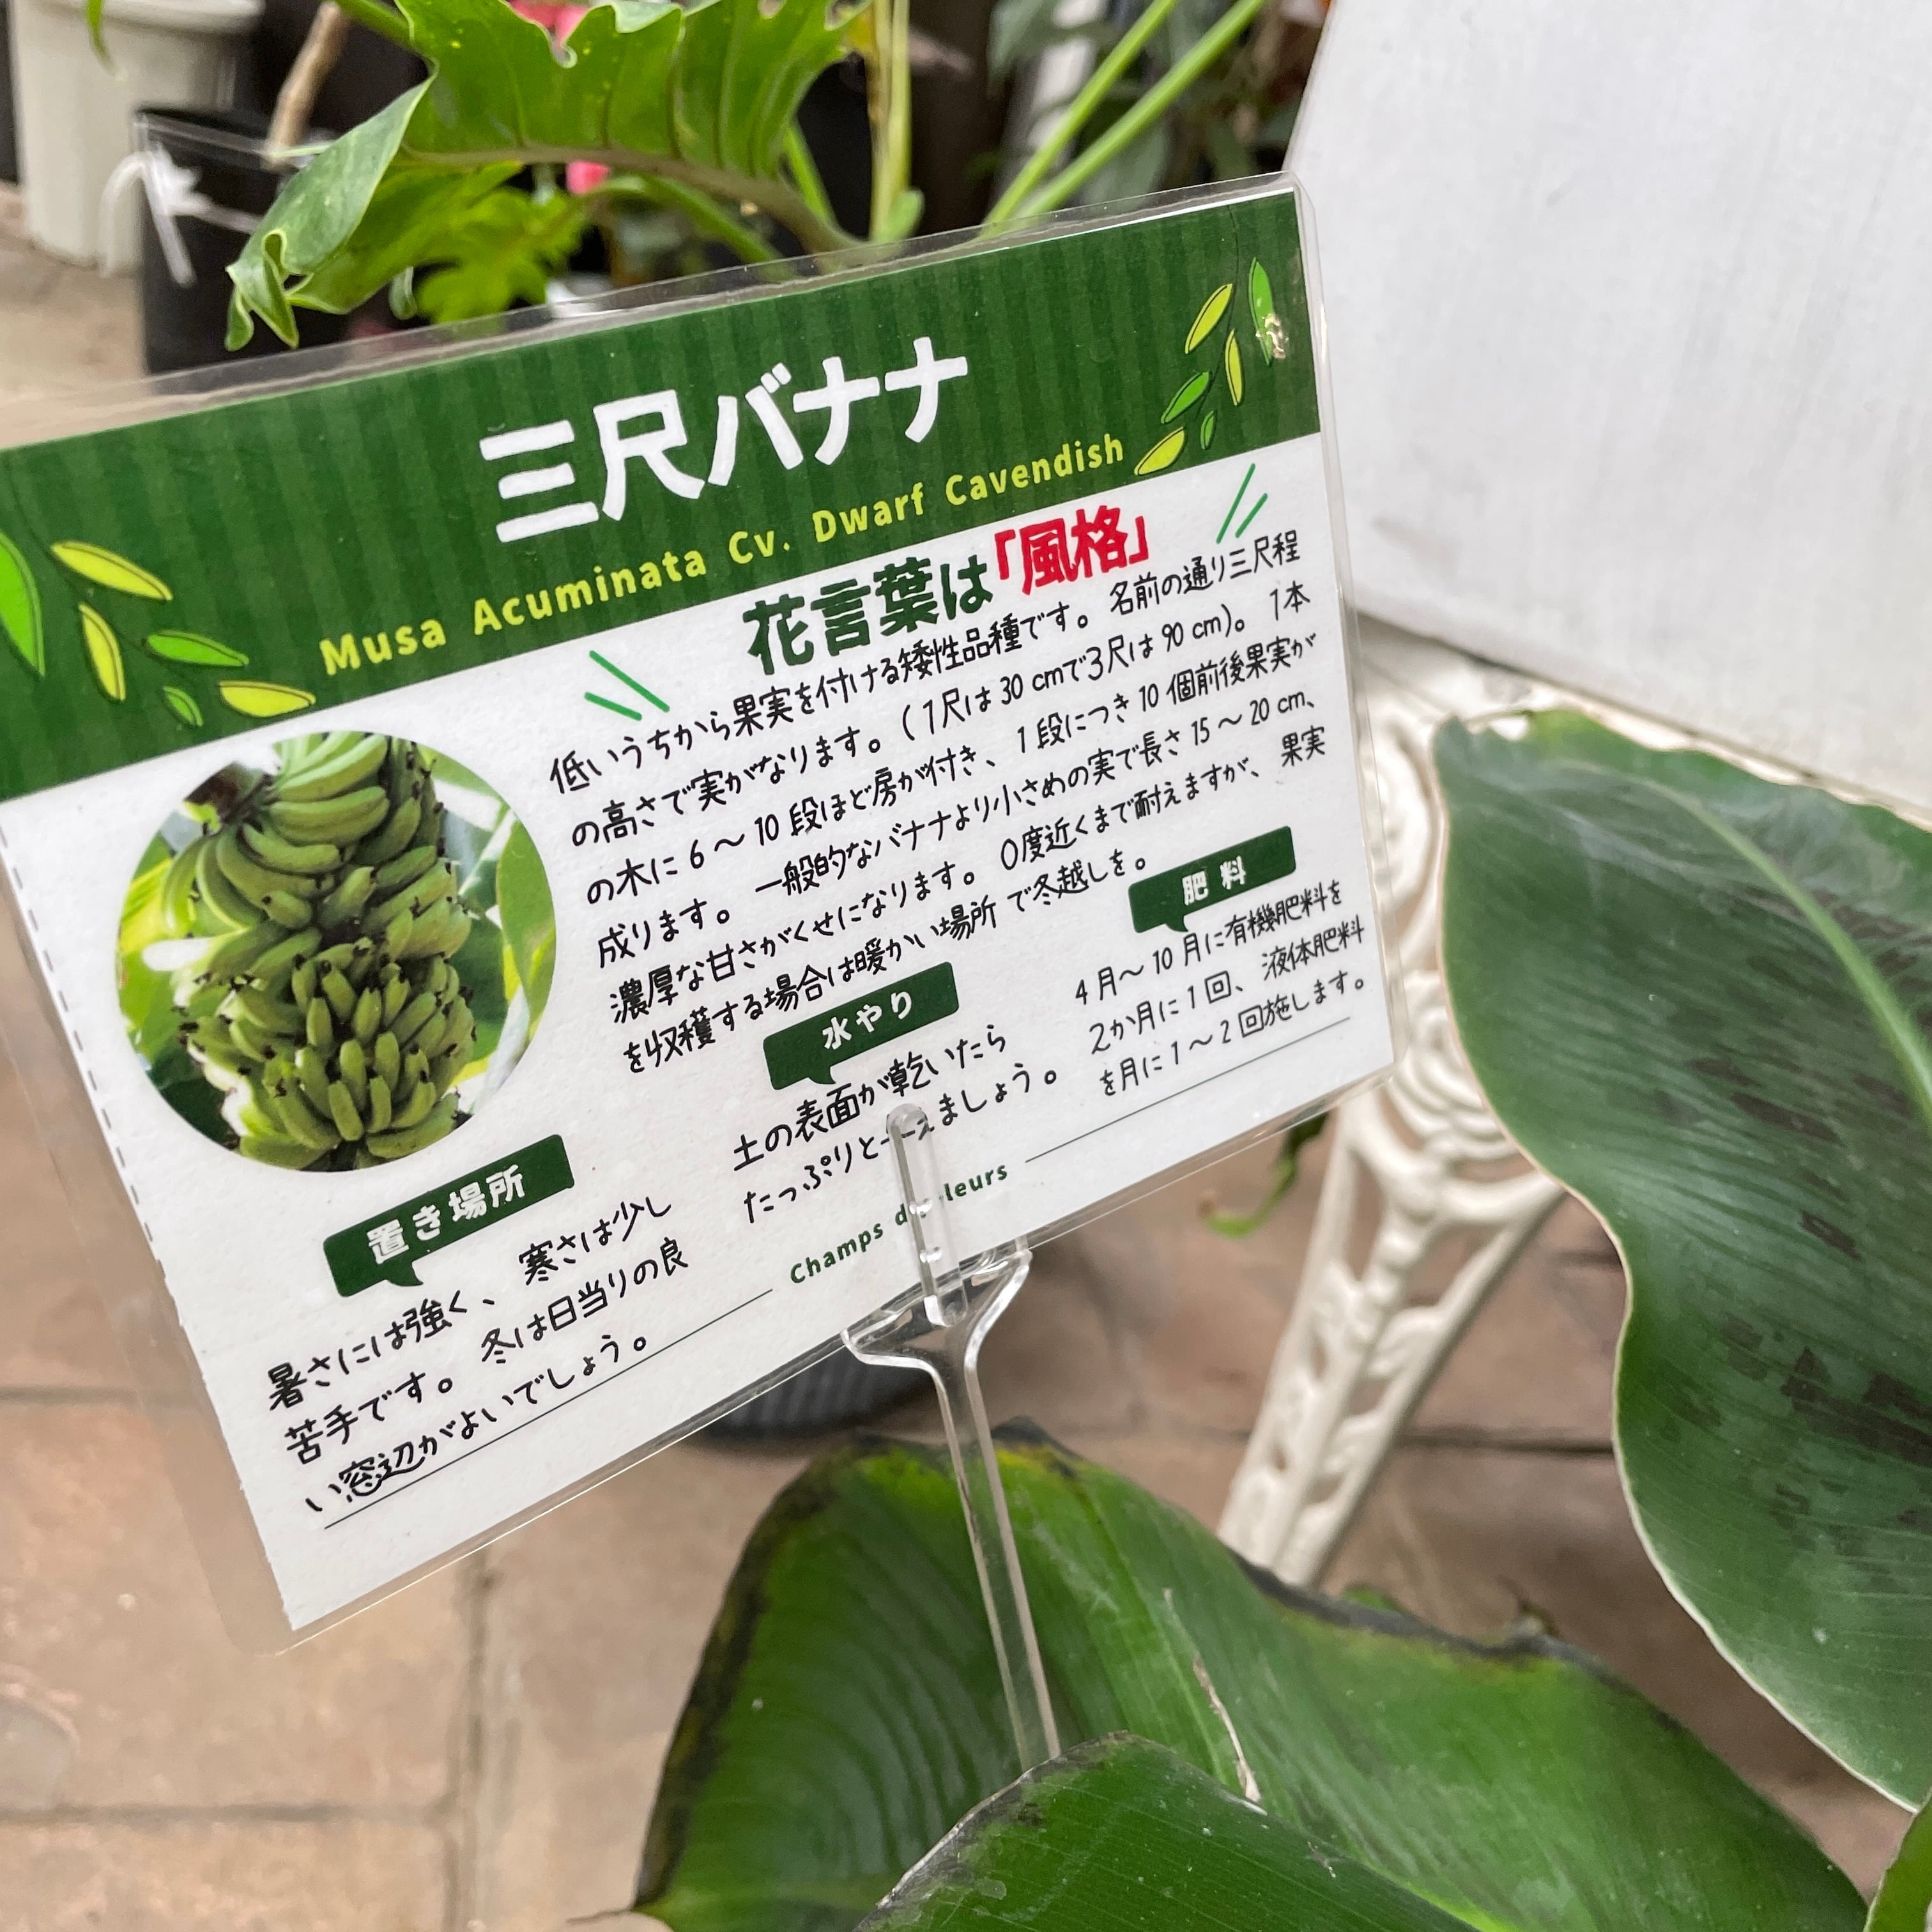 三尺バナナ
Musa Acuminata Cv. Dwarf Cavendish
花言葉は「風格」
低いうちから果実を付ける矮性品種です。名前の通り三尺程
の高さで実がなります。（1尺は30cmで3尺は90cm）。1本
の木に6～10段ほど房が付き、1段につき10個前後果実が
成ります。一般的なバナナより小さめの実で長さ15～20cm、
濃厚な甘さがくせになります。0度近くまで耐えますが、果実
を収穫する場合は暖かい場所で冬越しを。
置き場所
暑さには強く、寒さは少し
苦手です。冬は日当りの良
い窓辺がよいでしょう。
水やり
土の表面が乾いたら
たっぷりと えましょう。
肥料
4月～10月に有機肥料を
2か月に1回、液体肥料
を月に1～2回施します。
Champs